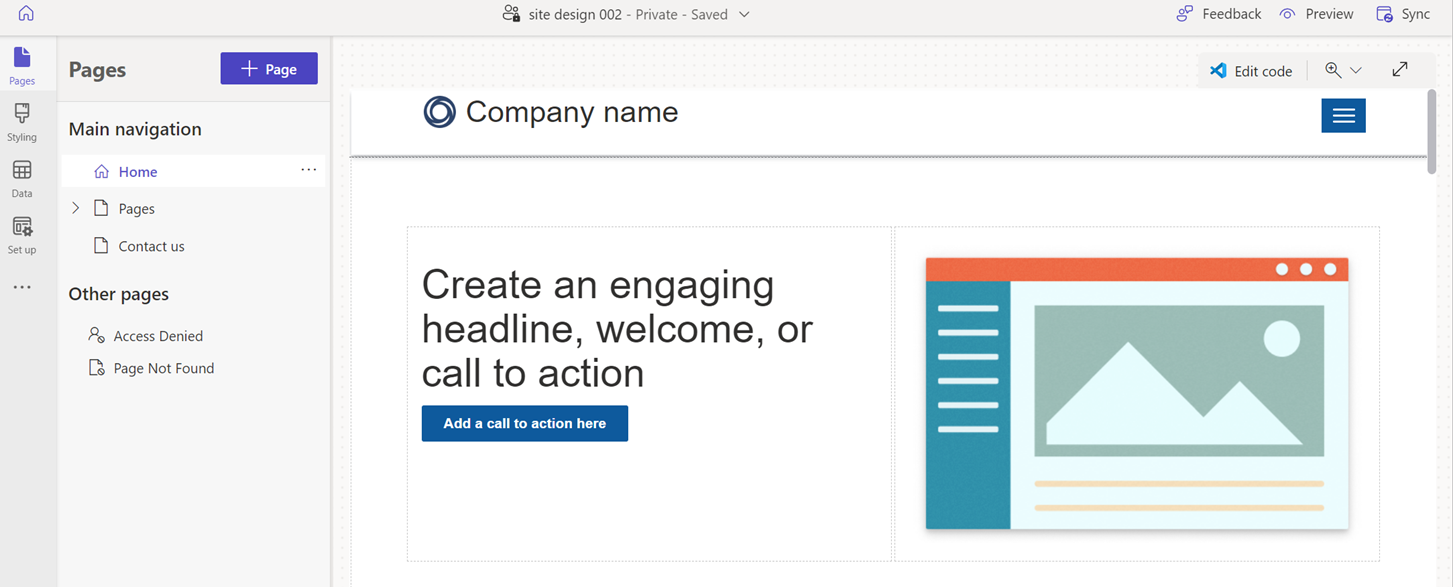 site design 002 - Private - Saved
Feedback
Preview
Sync
Pages
Styling
Data
Set up
Pages
Page
Main navigation
Home
Pages
Contact us
Other pages
Access Denied
Page Not Found
Edit code
Company name
Create an engaging
headline, welcome, or
call to action
Add a call to action here